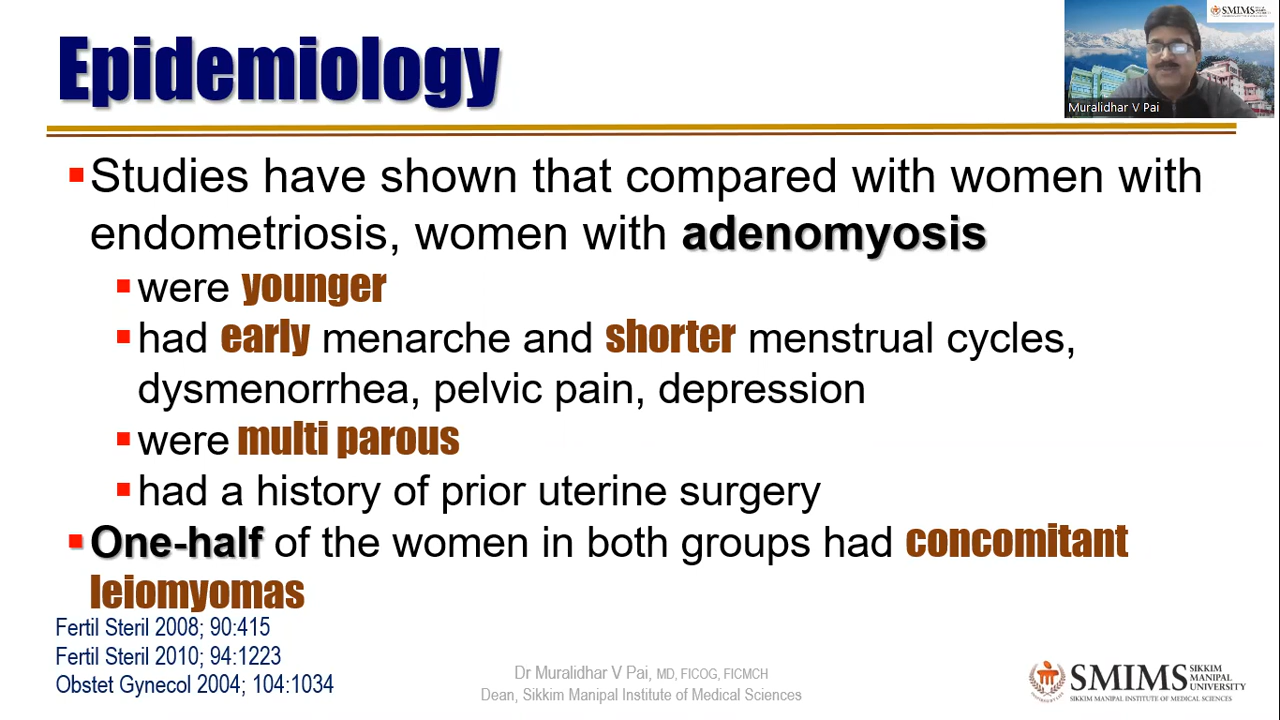 Epidemiology
SMIMS
Muralidhar V Pai
Studies have shown that compared with women with
endometriosis, women with adenomyosis
were younger
had early menarche and shorter menstrual cycles,
dysmenorrhea, pelvic pain, depression
were multi parous
had a history of prior uterine surgery
One-half of the women in both groups had concomitant
leiomyomas
Fertil Steril 2008; 90:415
Fertil Steril 2010; 94:1223
Obstet Gynecol 2004; 104:1034
Dr Muralidhar V Pai, MD, FICOG, FICMCH
Dean, Sikkim Manipal Institute of Medical Sciences
SMIMS SIKKIM
MANIPAL
UNIVERSITY
SIKKIM MANIPAL INSTITUTE OF MEDICAL SCIENCES